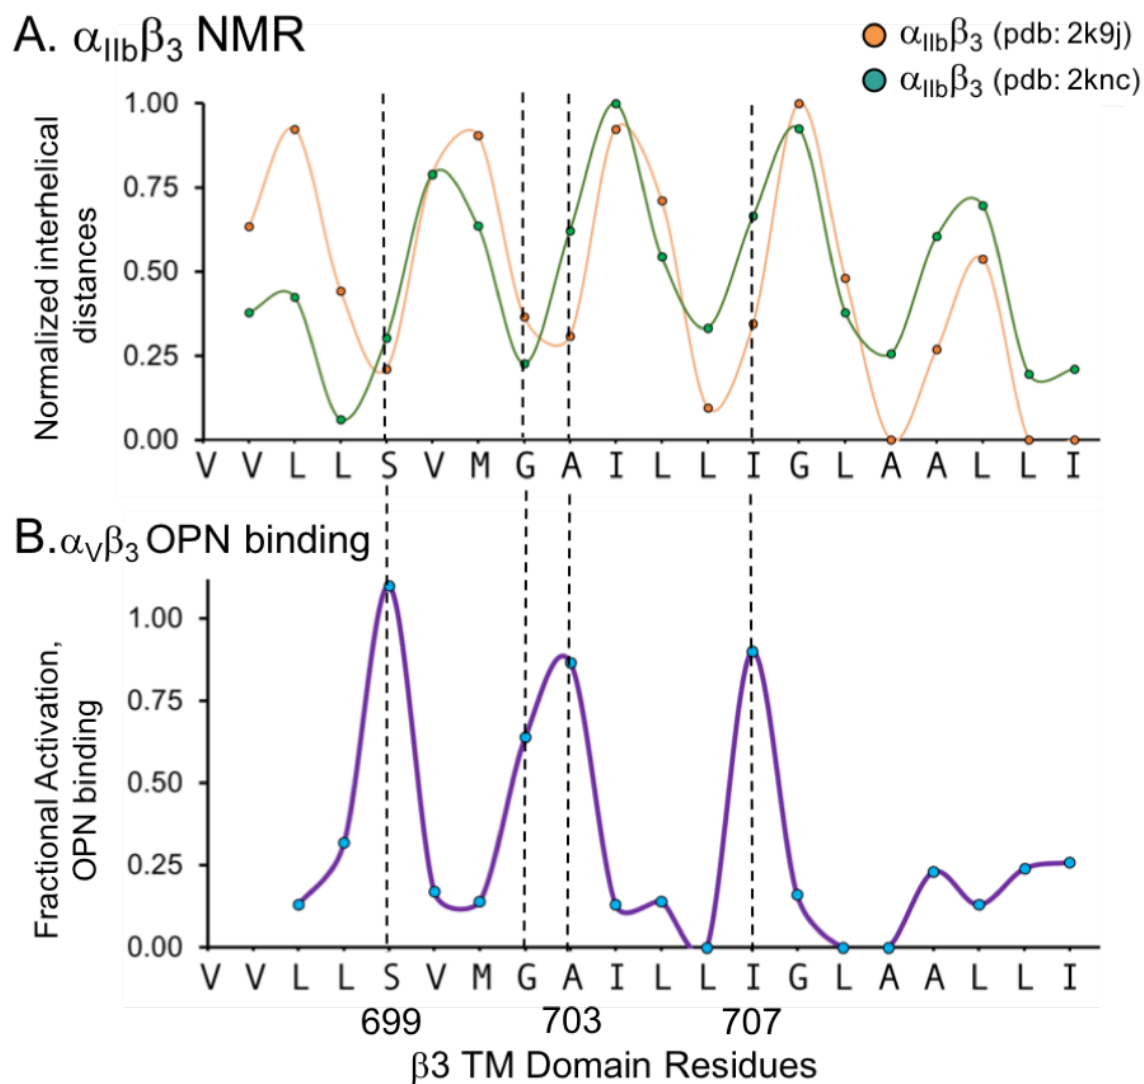 A. αIIbβ3 NMR
αIIbβ3 (pdb: 2k9j)
αIIbβ3 (pdb: 2knc)
Normalized interhelical
distances
1.00
0.75
0.50
0.25
0.00
V V L L S V M G A I L L I G L A A L L I
B. αVβ3 OPN binding
Fractional Activation,
OPN binding
1.00
0.75
0.50
0.25
0.00
V V L L S V M G A I L L I G L A A L L I
699 703 707
β3 TM Domain Residues